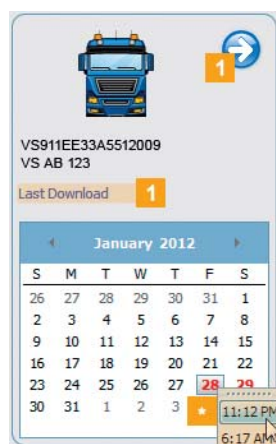 1
VS911EE33A5512009
VS AB 123
Last Download 1
January 2012
S M T W T F S
26 27 28 29 30 31 1
2 3 4 5 6 7 8
9 10 11 12 13 14 15
16 17 18 19 20 21 22
23 24 25 26 27 28 29
30 31 1 2 3
11:12 PM
6:17 AM